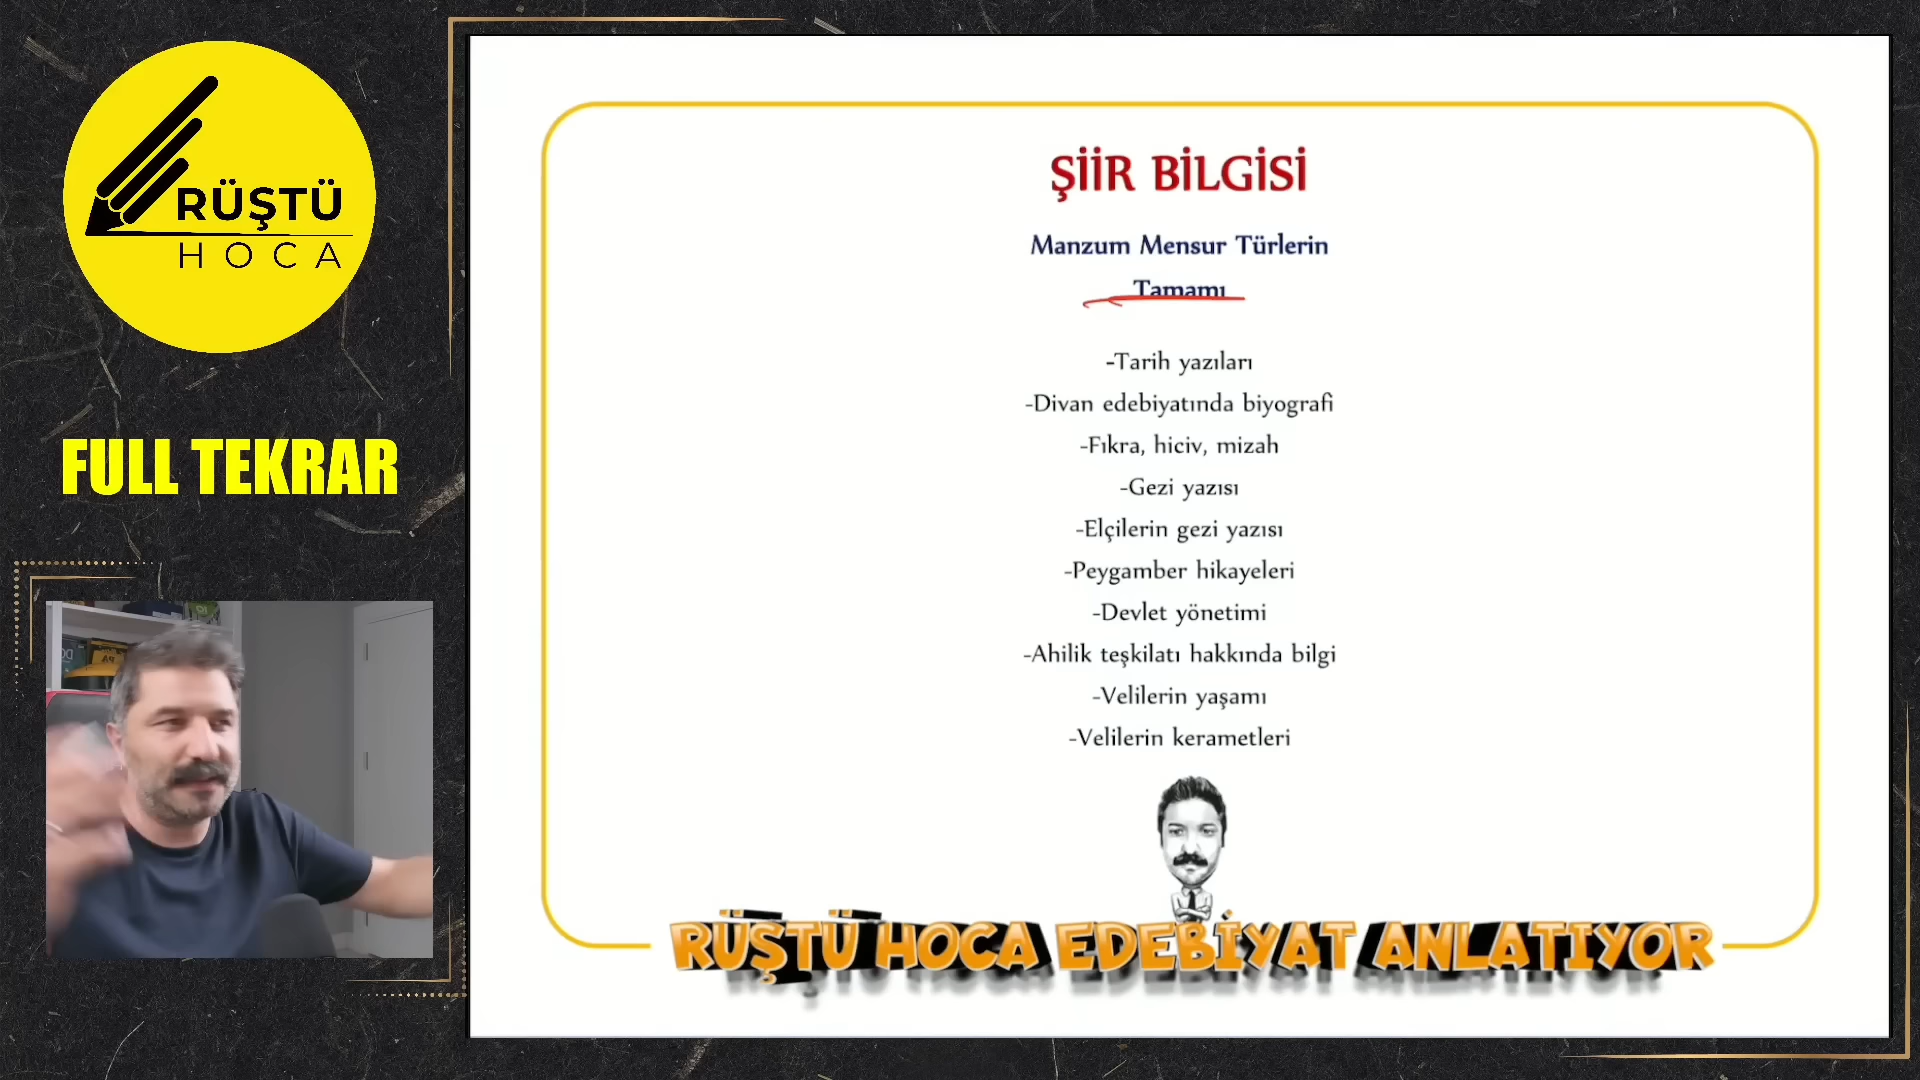 RÜŞTÜ
HOCA
FULL TEKRAR
ŞİİR BİLGİSİ
Manzum Mensur Türlerin
Tamamı
-Tarih yazıları
-Divan edebiyatında biyografi
-Fıkra, hiciv, mizah
-Gezi yazısı
-Elçilerin gezi yazısı
-Peygamber hikayeleri
-Devlet yönetimi
-Ahilik teşkilatı hakkında bilgi
-Velilerin yaşamı
-Velilerin kerametleri
RÜŞTÜ HOCA EDEBİYAT ANLATIYOR